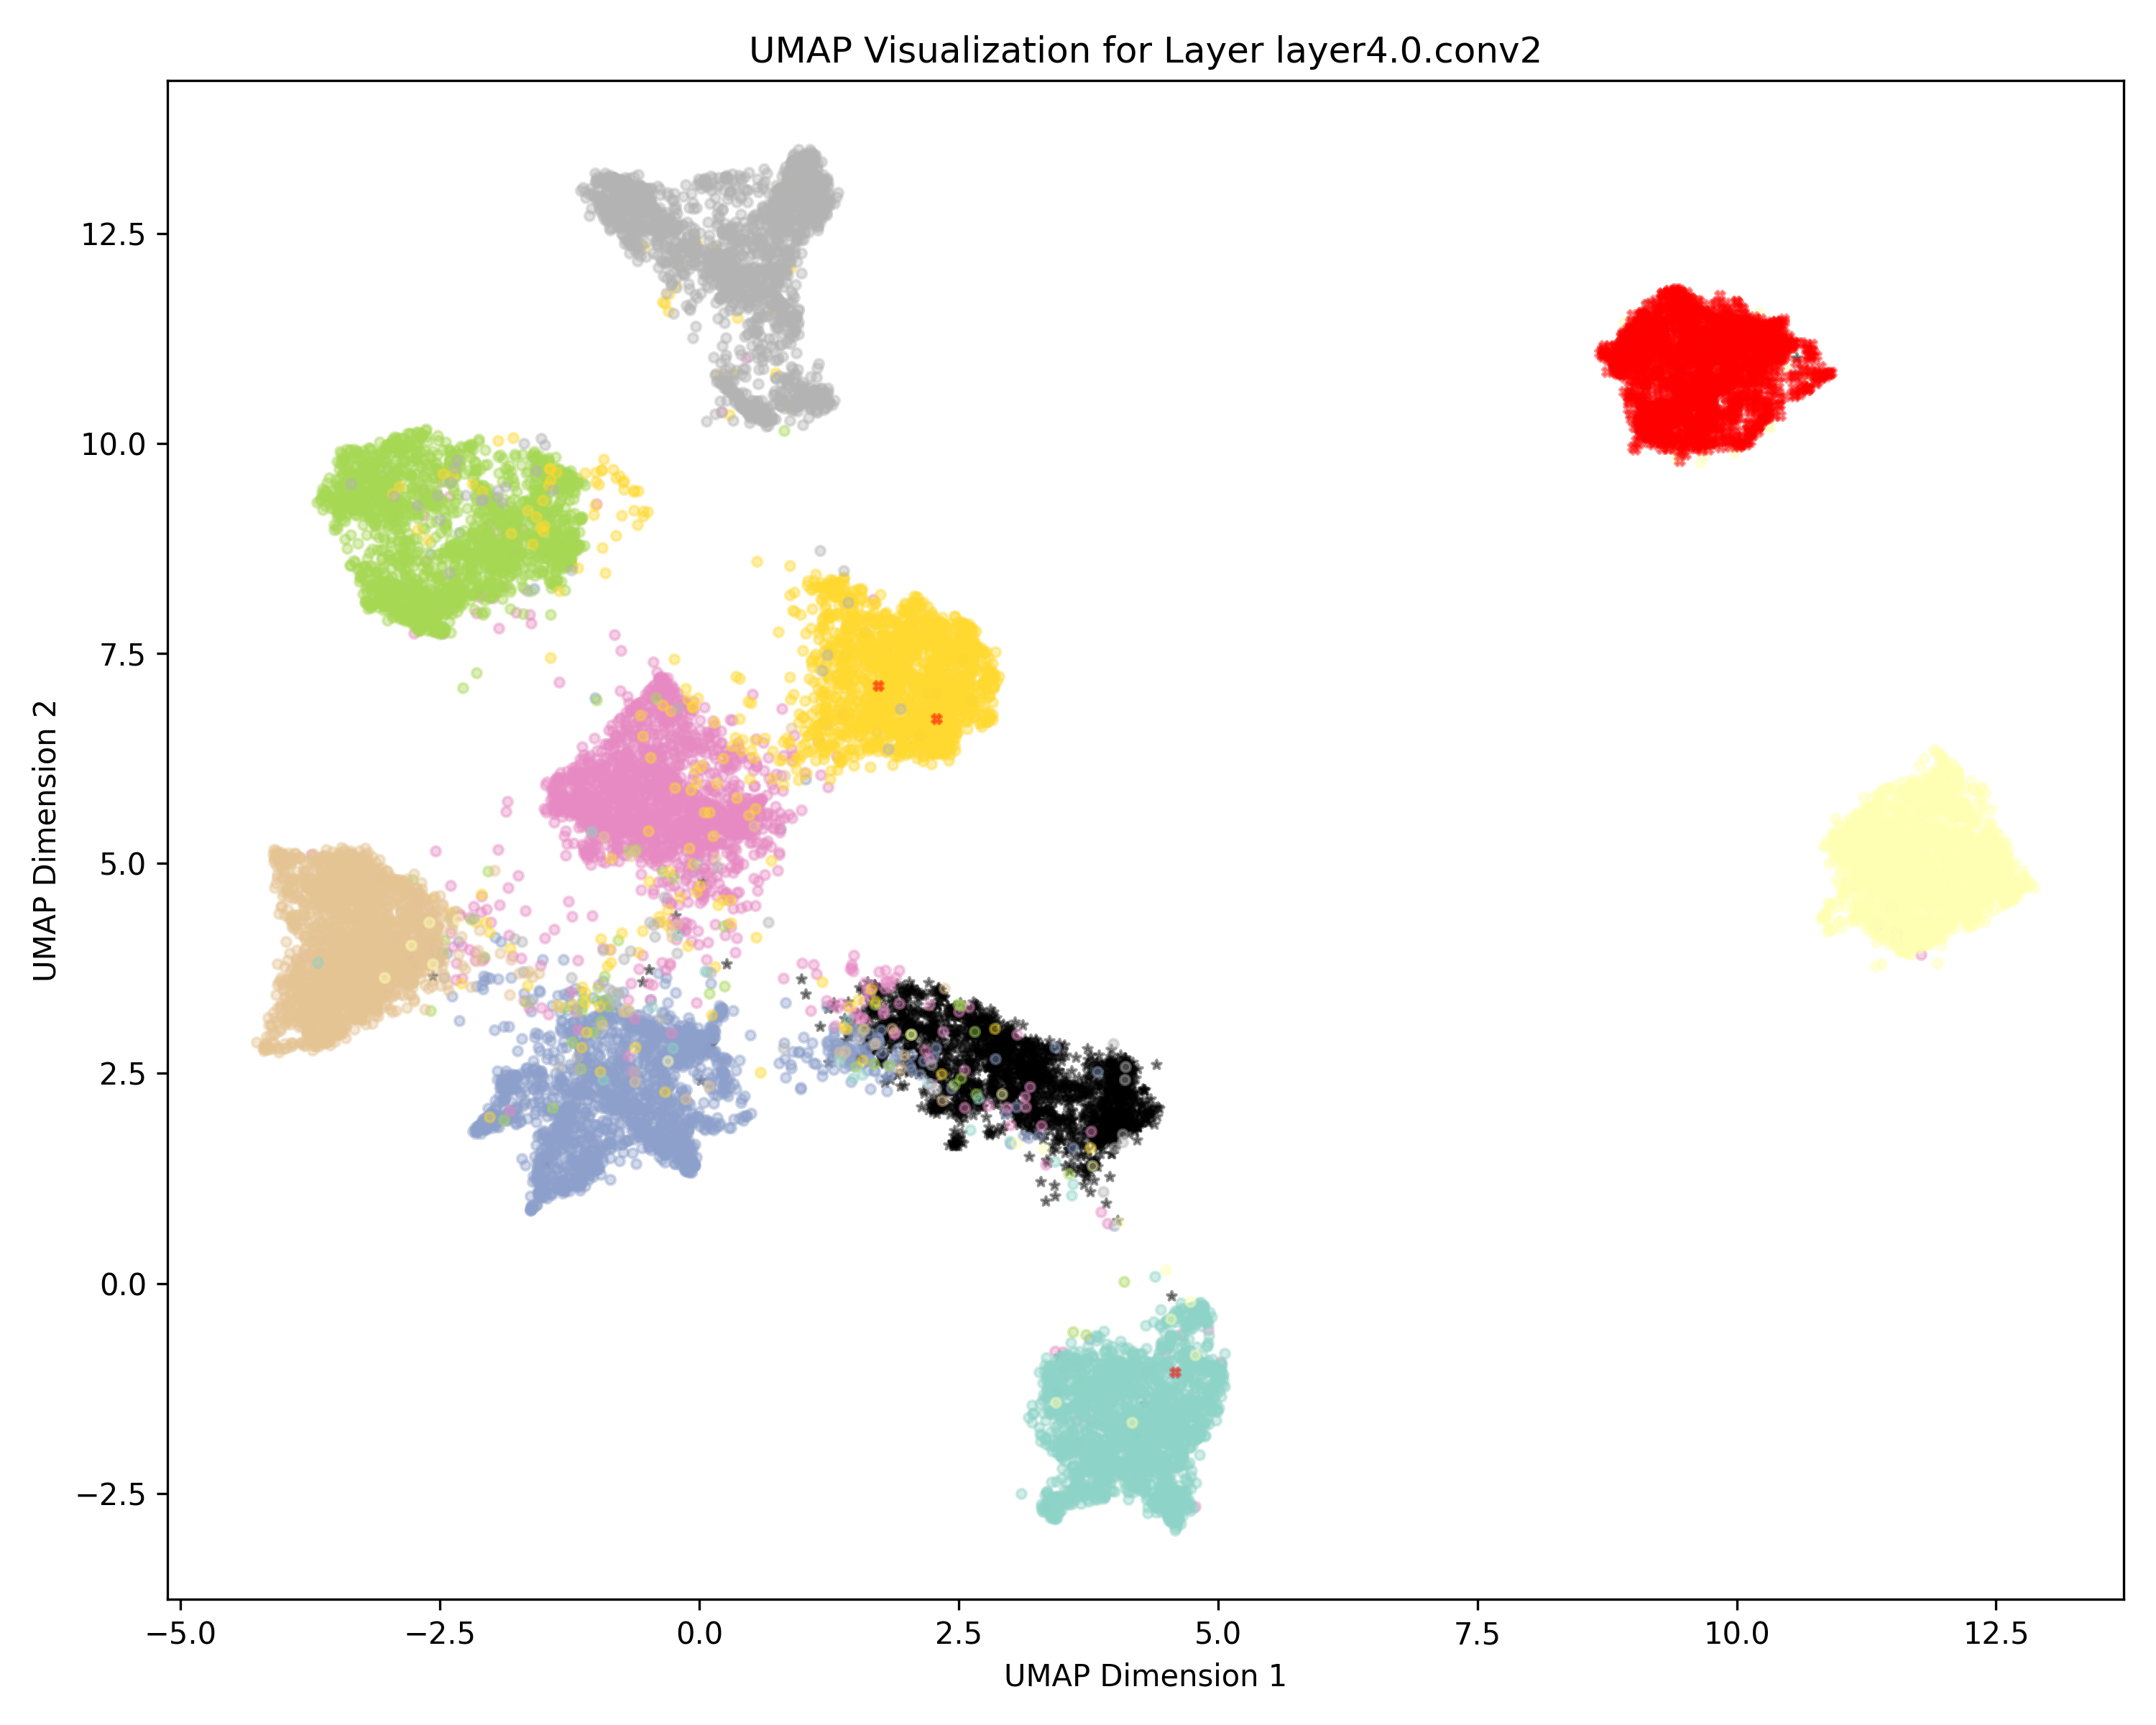 UMAP Visualization for Layer layer4.0.conv2
12.5
10.0
7.5
5.0
2.5
0.0
−2.5
UMAP Dimension 2
−5.0 −2.5 0.0 2.5 5.0 7.5 10.0 12.5
UMAP Dimension 1